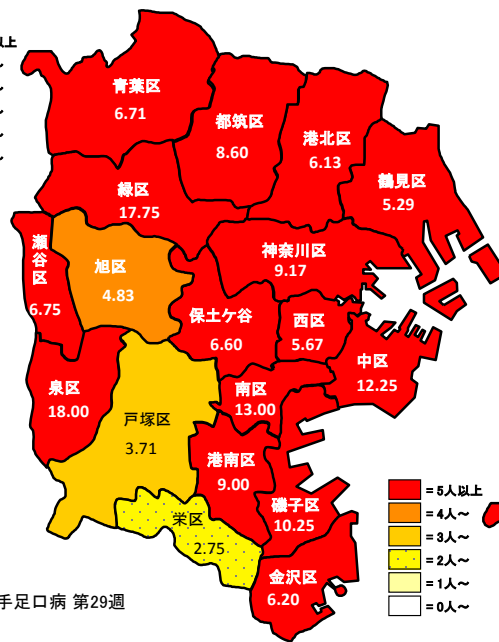 以上
~
~
~
~
~
青葉区
6.71
都筑区
8.60
港北区
6.13
鶴見区
5.29
緑区
17.75
瀬谷区
6.75
旭区
4.83
神奈川区
9.17
保土ケ谷
6.60
西区
5.67
中区
12.25
泉区
18.00
戸塚区
3.71
南区
13.00
港南区
9.00
磯子区
10.25
栄区
2.75
金沢区
6.20
=5人以上
=4人~
=3人~
=2人~
=1人~
=0人~
手足口病 第29週